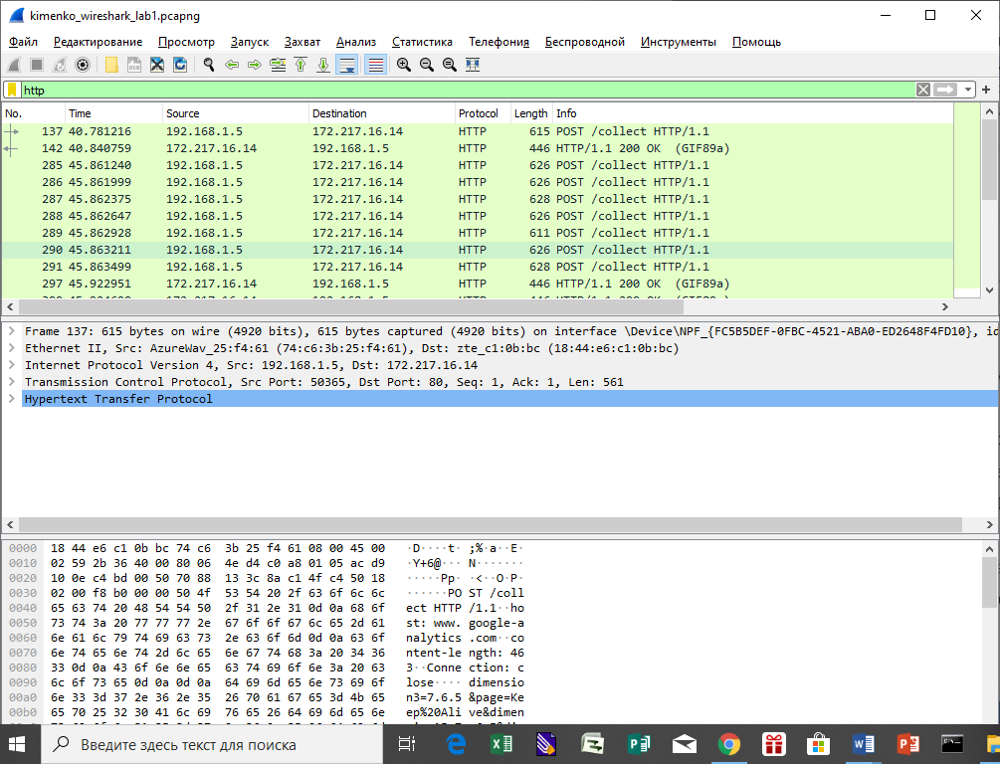 kimenko_wireshark_lab1.pcapng
Файл Редактирование Просмотр Запуск Захват Анализ Статистика Телефония Беспроводной Инструменты Помощь
http
No. Time Source Destination Protocol Length Info
137 40.781216 192.168.1.5 172.217.16.14 HTTP 615 POST /collect HTTP/1.1
142 40.840759 172.217.16.14 192.168.1.5 HTTP 446 HTTP/1.1 200 OK (GIF89a)
285 45.861240 192.168.1.5 172.217.16.14 HTTP 626 POST /collect HTTP/1.1
286 45.861999 192.168.1.5 172.217.16.14 HTTP 626 POST /collect HTTP/1.1
287 45.862375 192.168.1.5 172.217.16.14 HTTP 628 POST /collect HTTP/1.1
288 45.862647 192.168.1.5 172.217.16.14 HTTP 626 POST /collect HTTP/1.1
289 45.862928 192.168.1.5 172.217.16.14 HTTP 611 POST /collect HTTP/1.1
290 45.863211 192.168.1.5 172.217.16.14 HTTP 626 POST /collect HTTP/1.1
291 45.863499 192.168.1.5 172.217.16.14 HTTP 628 POST /collect HTTP/1.1
297 45.922951 172.217.16.14 192.168.1.5 HTTP 446 HTTP/1.1 200 OK (GIF89a)
Frame 137: 615 bytes on wire (4920 bits), 615 bytes captured (4920 bits) on interface \Device\NPF_{FC5B5DEF-0FBC-4521-ABA0-ED2648F4FD10}, id
Ethernet II, Src: AzureWav_25:f4:61 (74:c6:3b:25:f4:61), Dst: zte_c1:0b:bc (18:44:e6:c1:0b:bc)
Internet Protocol Version 4, Src: 192.168.1.5, Dst: 172.217.16.14
Transmission Control Protocol, Src Port: 50365, Dst Port: 80, Seq: 1, Ack: 1, Len: 561
Hypertext Transfer Protocol
0000 18 44 e6 c1 0b bc 74 c6 3b 25 f4 61 08 00 45 00 ·D····t· ;%·a··E·
0010 02 59 2b 36 40 00 80 06 4e d4 c0 a8 01 05 ac d9 ·Y+6@··· N·······
0020 10 0e c4 bd 00 50 70 88 13 3c 8a c1 4f c4 50 18 ·····Pp· ·<··O·P·
0030 02 00 f8 b0 00 00 50 4f 53 54 20 2f 63 6f 6c 6c ······PO ST /coll
0040 65 63 74 20 48 54 54 50 2f 31 2e 31 0d 0a 68 6f ect HTTP /1.1··ho
0050 73 74 3a 20 77 77 77 2e 67 6f 6f 67 6c 65 2d 61 st: www. google-a
0060 6e 61 6c 79 74 69 63 73 2e 63 6f 6d 0d 0a 63 6f nalytics .com··co
0070 6e 74 65 6e 74 2d 6c 65 6e 67 74 68 3a 20 34 36 ntent-le ngth: 46
0080 33 0d 0a 43 6f 6e 6e 65 63 74 69 6f 6e 3a 20 63 3··Conne ction: c
0090 6c 6f 73 65 0d 0a 0d 0a 64 69 6d 65 6e 73 69 6f lose···· dimensio
00a0 6e 33 3d 37 2e 36 2e 35 26 70 61 67 65 3d 4b 65 n3=7.6.5 &page=Ke
00b0 65 70 25 32 30 41 6c 69 76 65 26 64 69 6d 65 6e ep%20Ali ve&dimen
Введите здесь текст для поиска